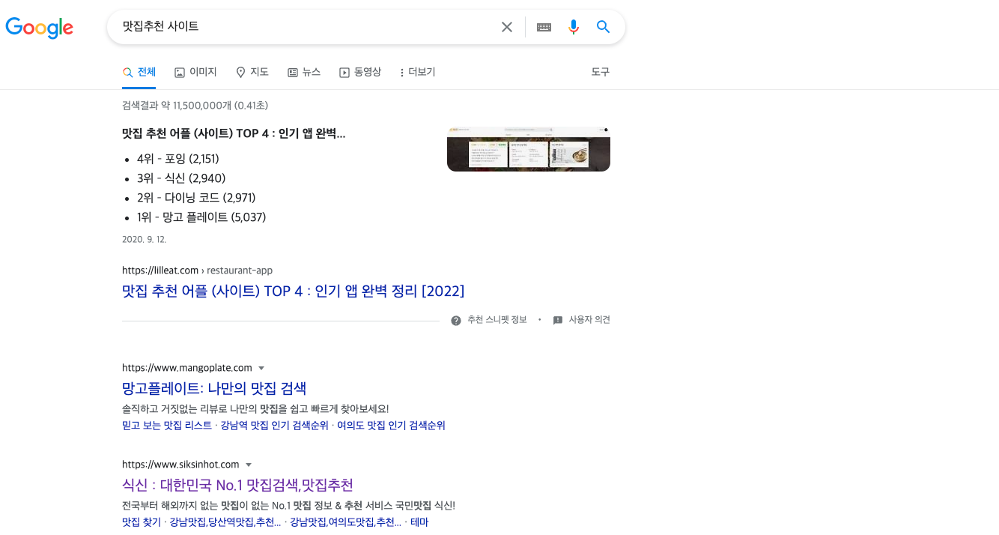 Google
맛집추천 사이트
전체 이미지 지도 뉴스 동영상 더보기 도구
검색결과 약 11,500,000개 (0.41초)
맛집 추천 어플 (사이트) TOP 4 : 인기 앱 완벽...
4위 - 포잉 (2,151)
3위 - 식신 (2,940)
2위 - 다이닝 코드 (2,971)
1위 - 망고 플레이트 (5,037)
2020. 9. 12.
https://lilleat.com › restaurant-app
맛집 추천 어플 (사이트) TOP 4 : 인기 앱 완벽 정리 [2022]
추천 스니펫 정보 • 사용자 의견
https://www.mangoplate.com
망고플레이트: 나만의 맛집 검색
솔직하고 거짓없는 리뷰로 나만의 맛집을 쉽고 빠르게 찾아보세요!
믿고 보는 맛집 리스트 · 강남역 맛집 인기 검색순위 · 여의도 맛집 인기 검색순위
https://www.siksinhot.com
식신 : 대한민국 No.1 맛집검색,맛집추천
전국부터 해외까지 없는 맛집이 없는 No.1 맛집 정보 & 추천 서비스 국민맛집 식신!
맛집 찾기 · 강남맛집,당산역맛집,추천... · 강남맛집,여의도맛집,추천... · 테마